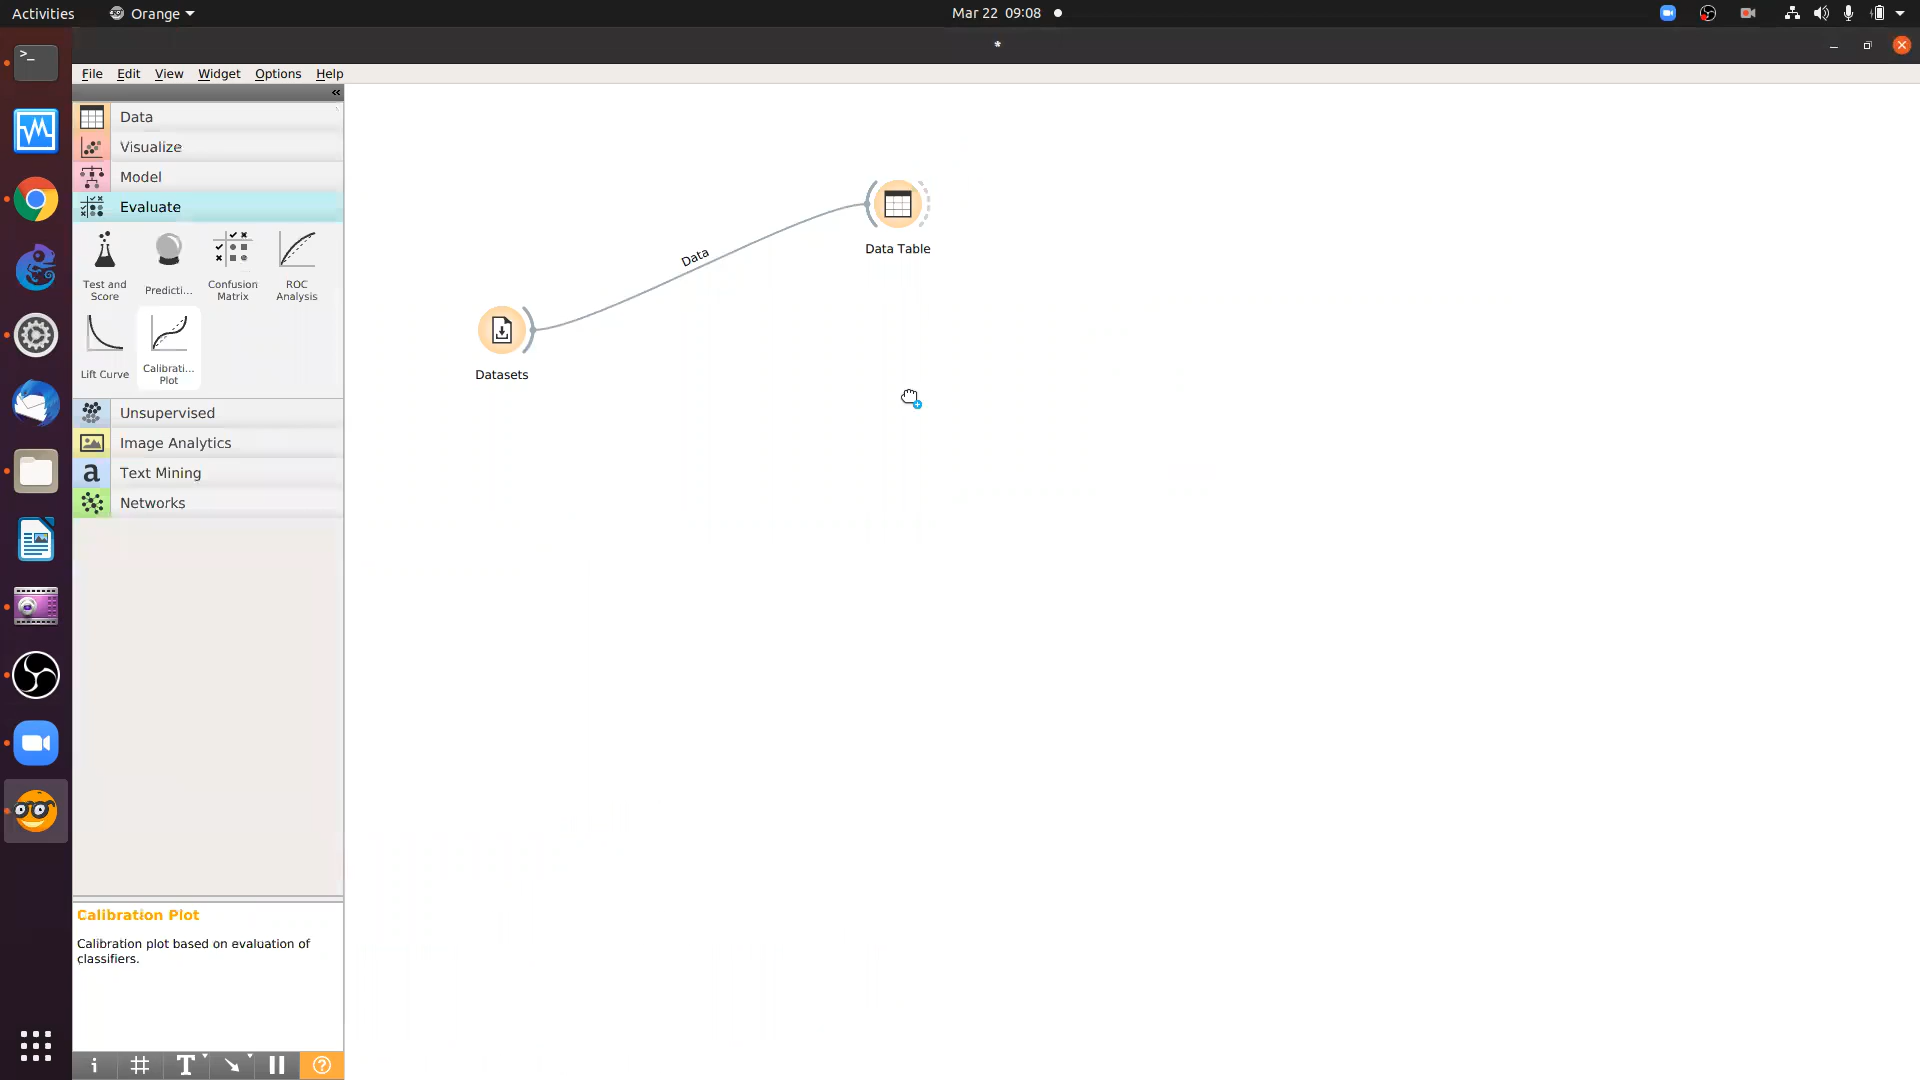 Activities
Orange
Mar 22 09:08
*
File Edit View Widget Options Help
«
Data
Visualize
Model
Evaluate
Test and Score
Predicti...
Confusion Matrix
ROC Analysis
Lift Curve
Calibrati... Plot
Unsupervised
Image Analytics
a
Text Mining
Networks
Data
Data Table
Datasets
Calibration Plot
Calibration plot based on evaluation of
classifiers.
i
T
?